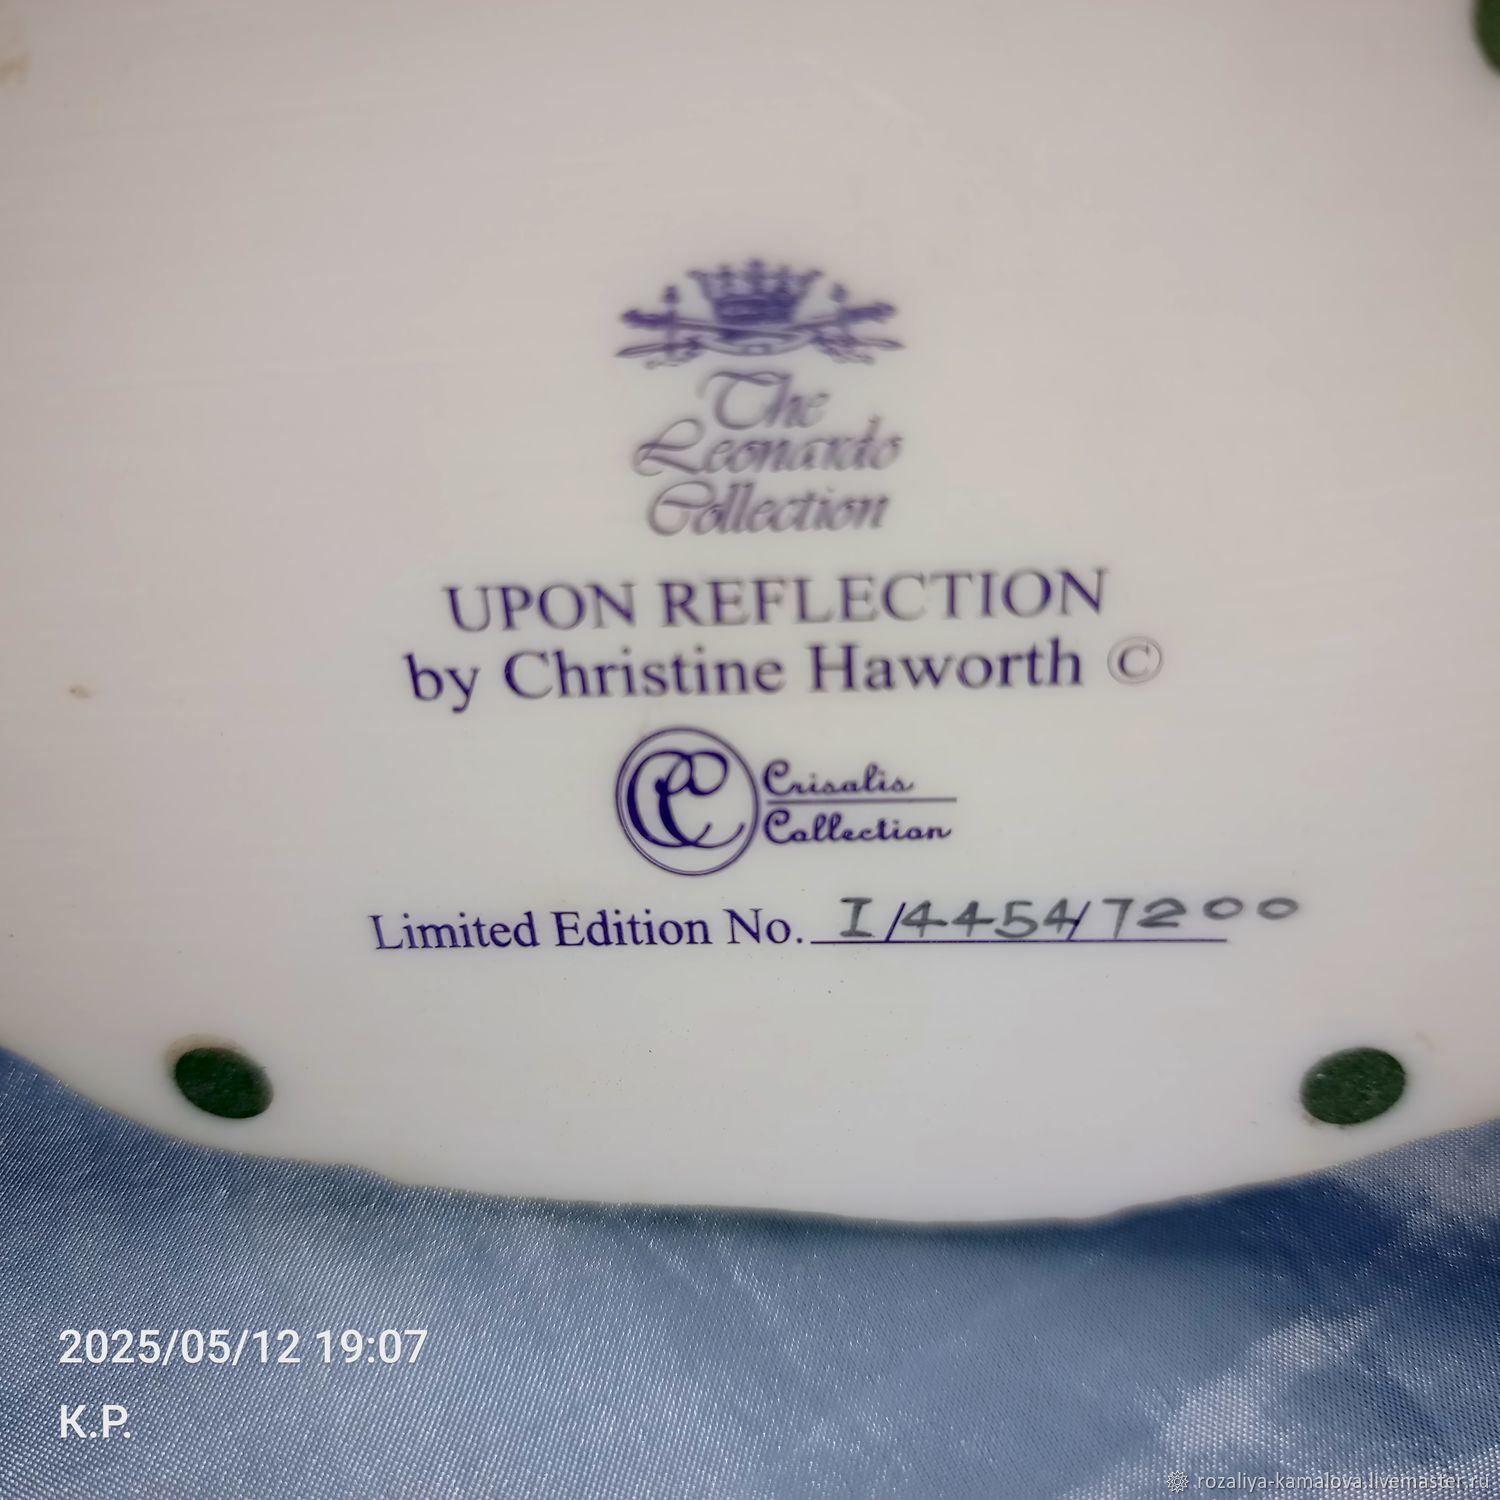 The
Leonardo
Collection
UPON REFLECTION
by Christine Haworth ©
CC
Crisalis
Collection
Limited Edition No. I/4454/7200
2025/05/12 19:07
K.P.
rozaliya-kamalova.livemaster.ru